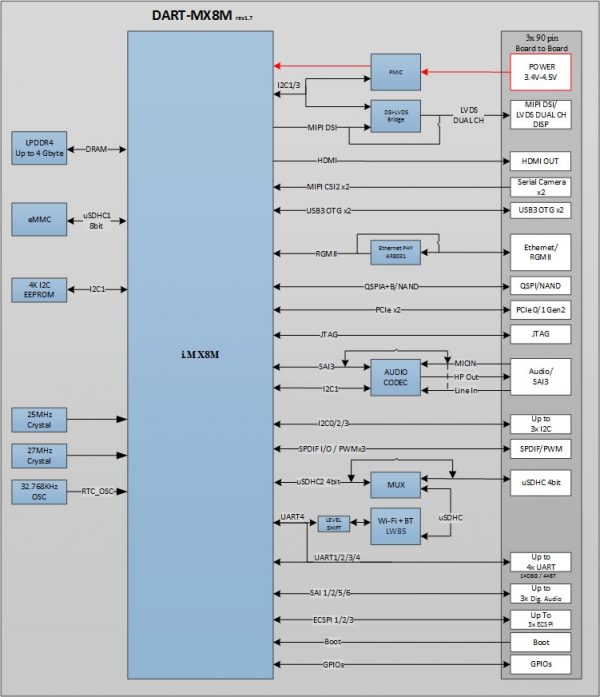 DART-MX8M rev1.7
3x 90 pin
Board to Board
POWER
3.4V-4.5V
PMIC
I2C1/3
DSI-LVDS
Bridge
LVDS
DUAL CH
MIPI DSI/
LVDS DUAL CH
DISP
MIPI DSI
LPDDR4
Up to 4 Gbyte
DRAM
HDMI
HDMI OUT
MIPI CSI2 x2
Serial Camera
x2
eMMC
uSDHC1
8bit
USB3 OTG x2
USB3 OTG x2
RGMII
Ethernet PHY
AR8031
Ethernet/
RGMII
4K I2C
EEPROM
I2C1
QSPIA+B/NAND
QSPI/NAND
PCIe x2
PCIe 0/1 Gen2
JTAG
JTAG
i.MX8M
SAI3
AUDIO
CODEC
MICIN
HP Out
Line In
Audio/
SAI3
I2C1
25MHz
Crystal
I2C0/2/3
Up to
3x I2C
27MHz
Crystal
SPDIF I/O / PWMx3
SPDIF/PWM
32.768KHz
OSC
RTC_OSC
uSDHC2 4bit
MUX
uSDHC 4bit
UART4
LEVEL
SHIFT
Wi-Fi + BT
LWB5
uSDHC
UART1/2/3/4
Up to
4x UART
1#DBG / 4#BT
SAI 1/2/5/6
Up to
3x Dig. Audio
ECSPI 1/2/3
Up To
3x ECSPI
Boot
Boot
GPIOs
GPIOs